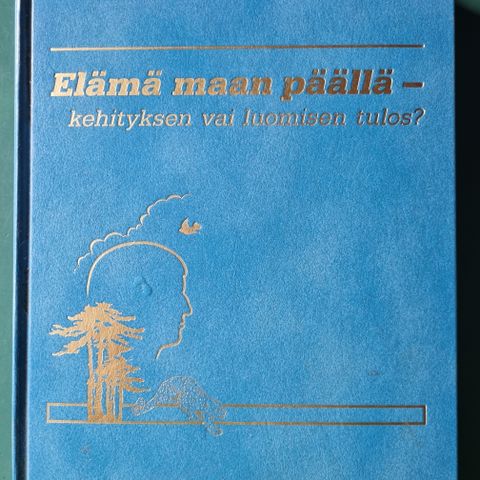 Elämä maan päällä –
kehityksen vai luomisen tulos?